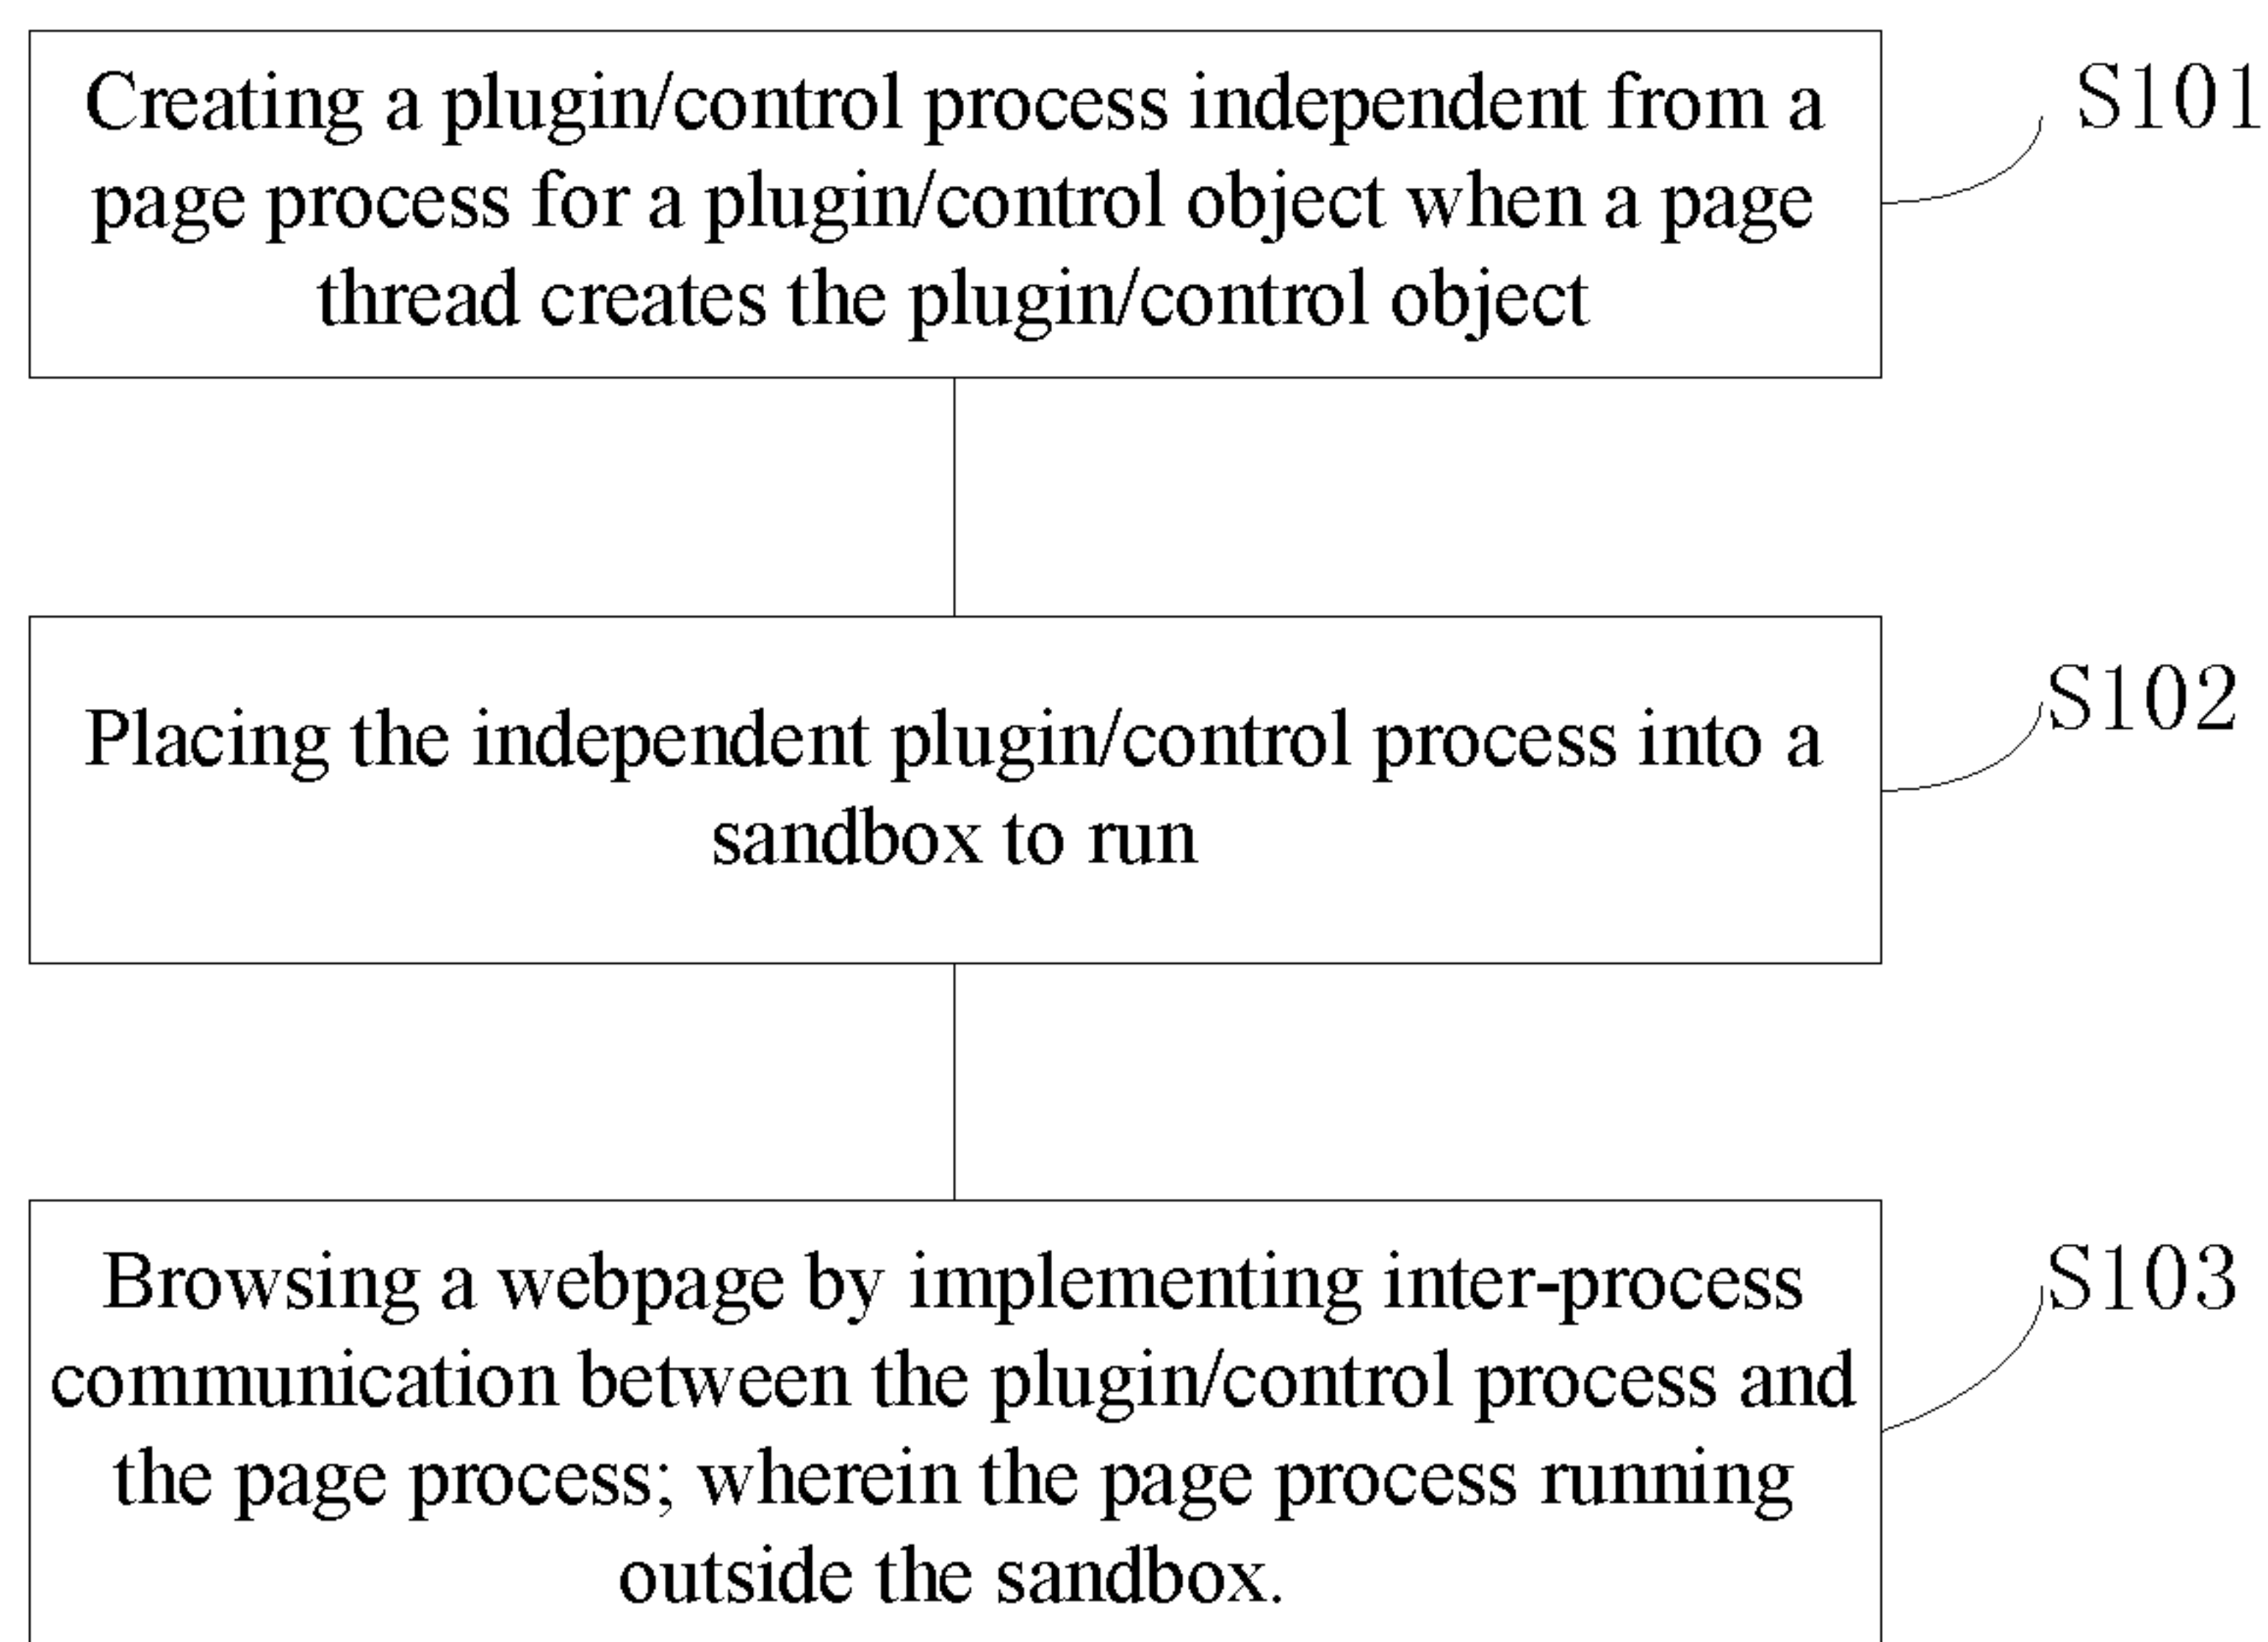 Creating a plugin/control process independent from a
page process for a plugin/control object when a page
thread creates the plugin/control object
S101
Placing the independent plugin/control process into a
sandbox to run
S102
Browsing a webpage by implementing inter-process
communication between the plugin/control process and
the page process; wherein the page process running
outside the sandbox.
S103